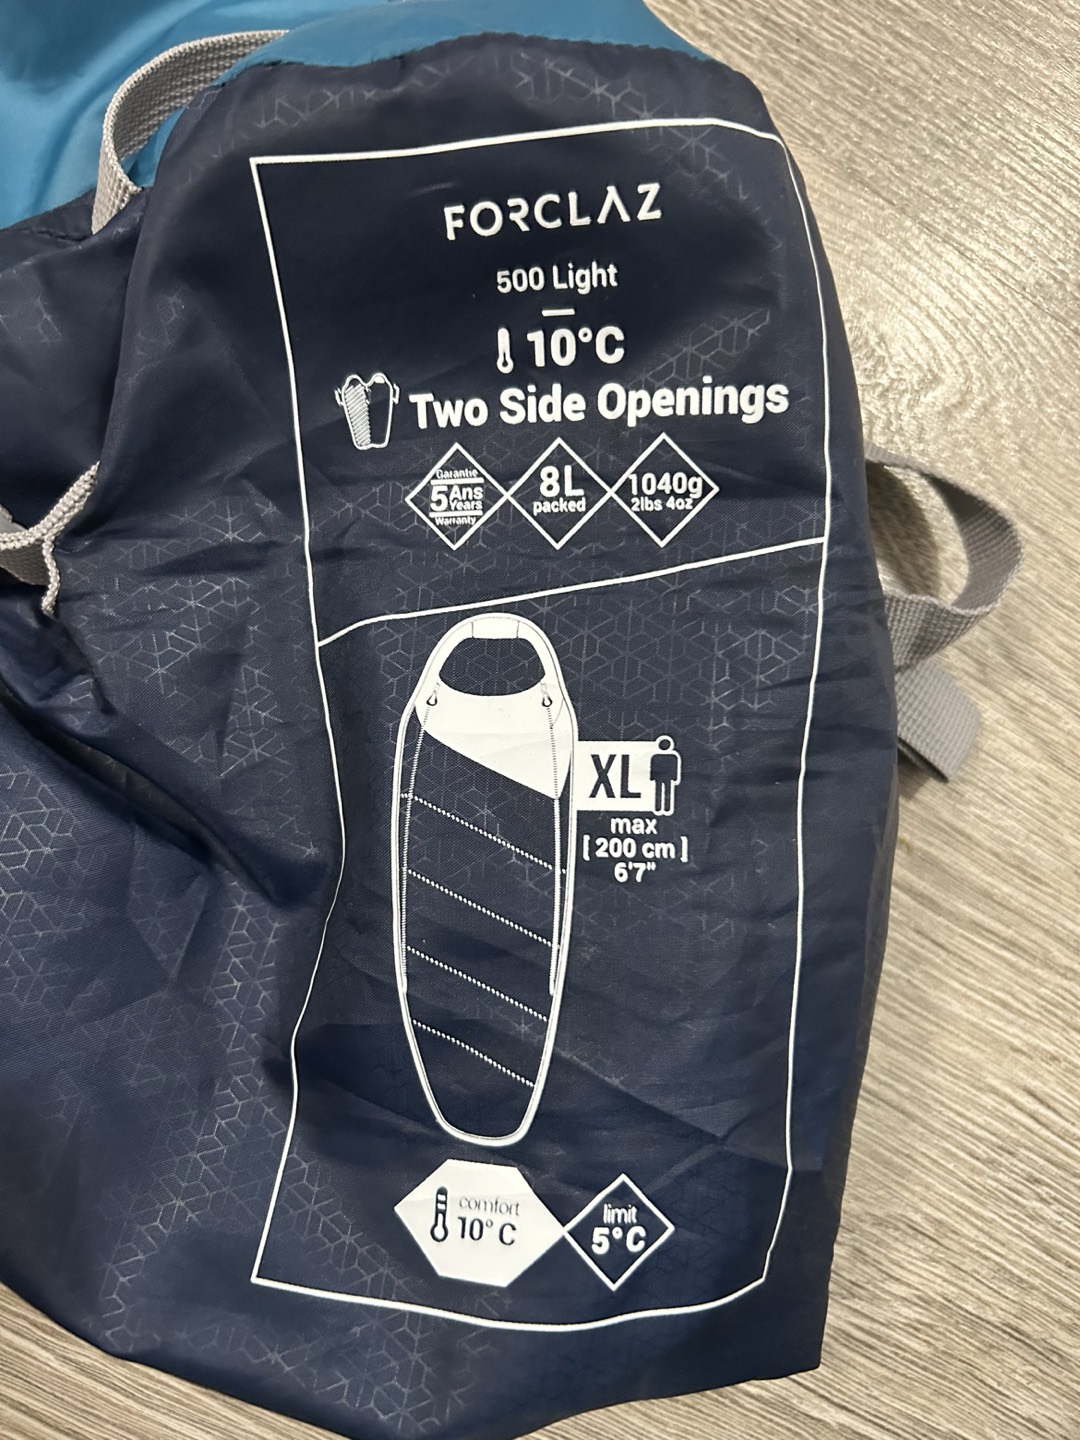 FORCLAZ
500 Light
10°C
Two Side Openings
Garantie
5 Ans
Years
Warranty
8L
packed
1040g
2lbs 4oz
XL
max
[ 200 cm ]
6'7"
comfort
10° C
limit
5°C